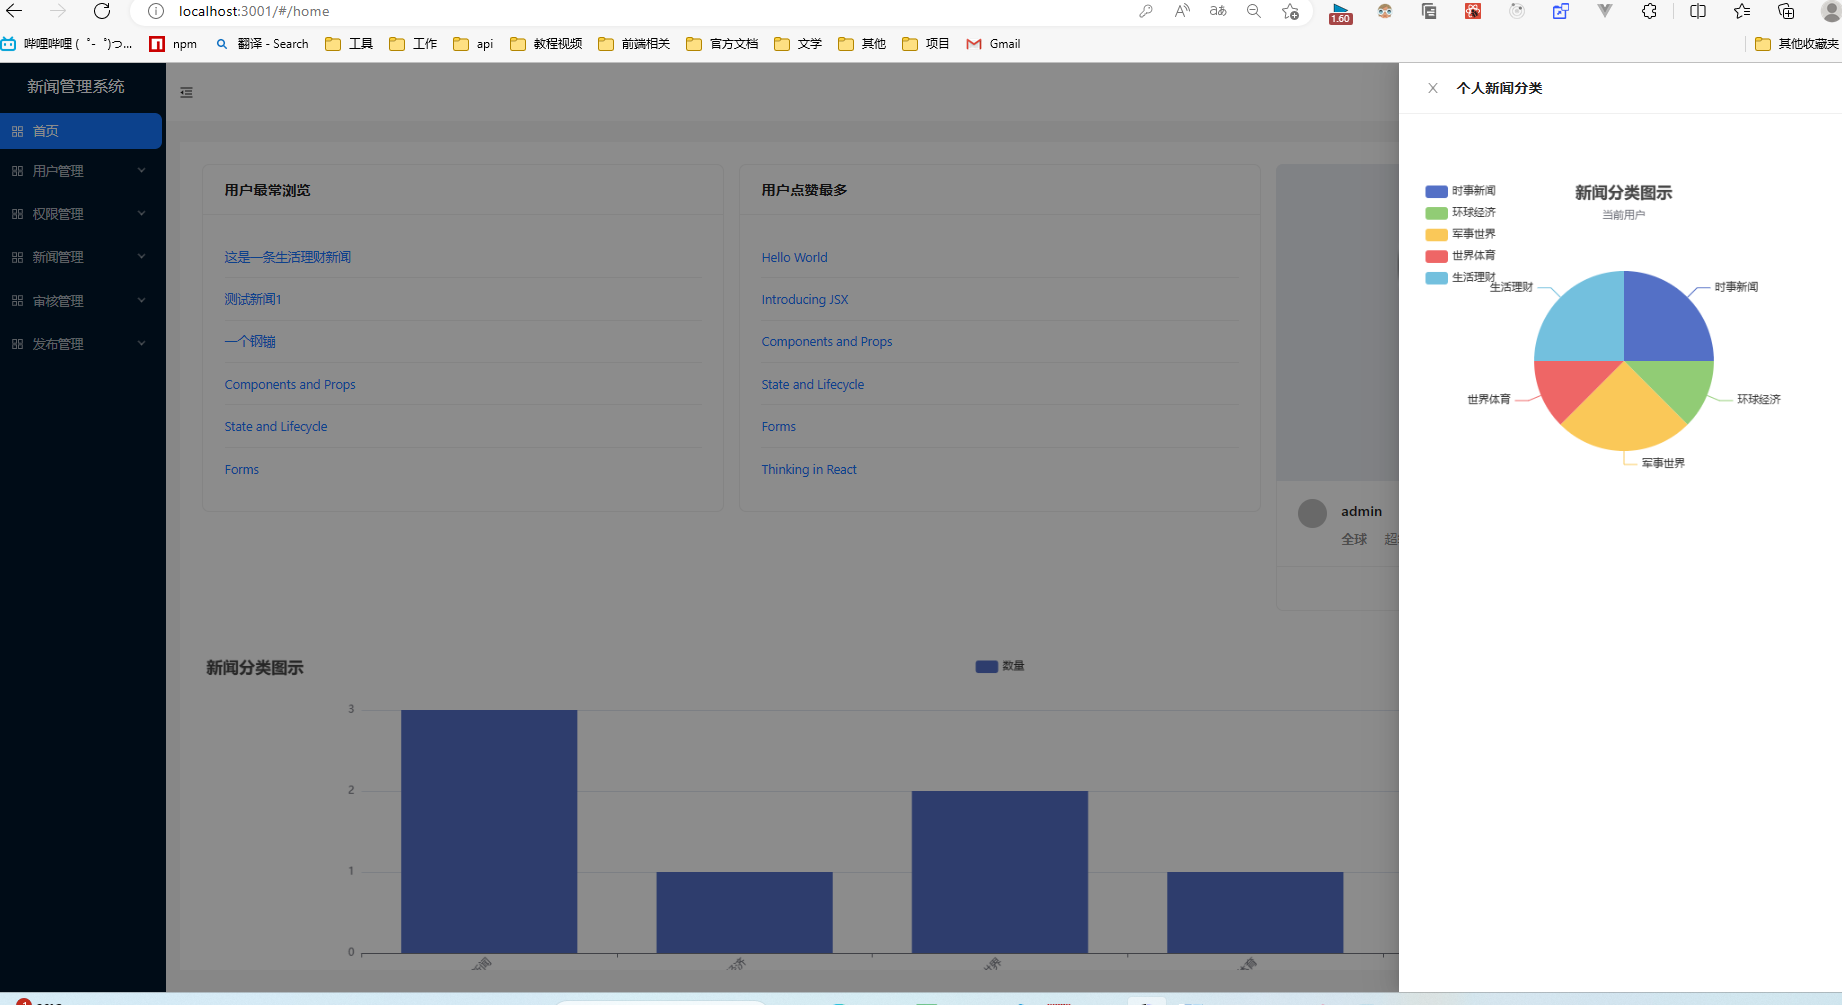 localhost:3001/#/home
1.60
哔哩哔哩 ( ゜- ゜)つ...
npm
翻译 - Search
工具
工作
api
教程视频
前端相关
官方文档
文学
其他
项目
Gmail
其他收藏夹
新闻管理系统
首页
用户管理
权限管理
新闻管理
审核管理
发布管理
用户最常浏览
这是一条生活理财新闻
测试新闻1
一个钢镚
Components and Props
State and Lifecycle
Forms
用户点赞最多
Hello World
Introducing JSX
Components and Props
State and Lifecycle
Forms
Thinking in React
admin
全球 超
新闻分类图示
数量
3
2
1
0
新闻
济
世界
体育
个人新闻分类
时事新闻
环球经济
军事世界
世界体育
生活理财
新闻分类图示
当前用户
生活理财
时事新闻
世界体育
环球经济
军事世界